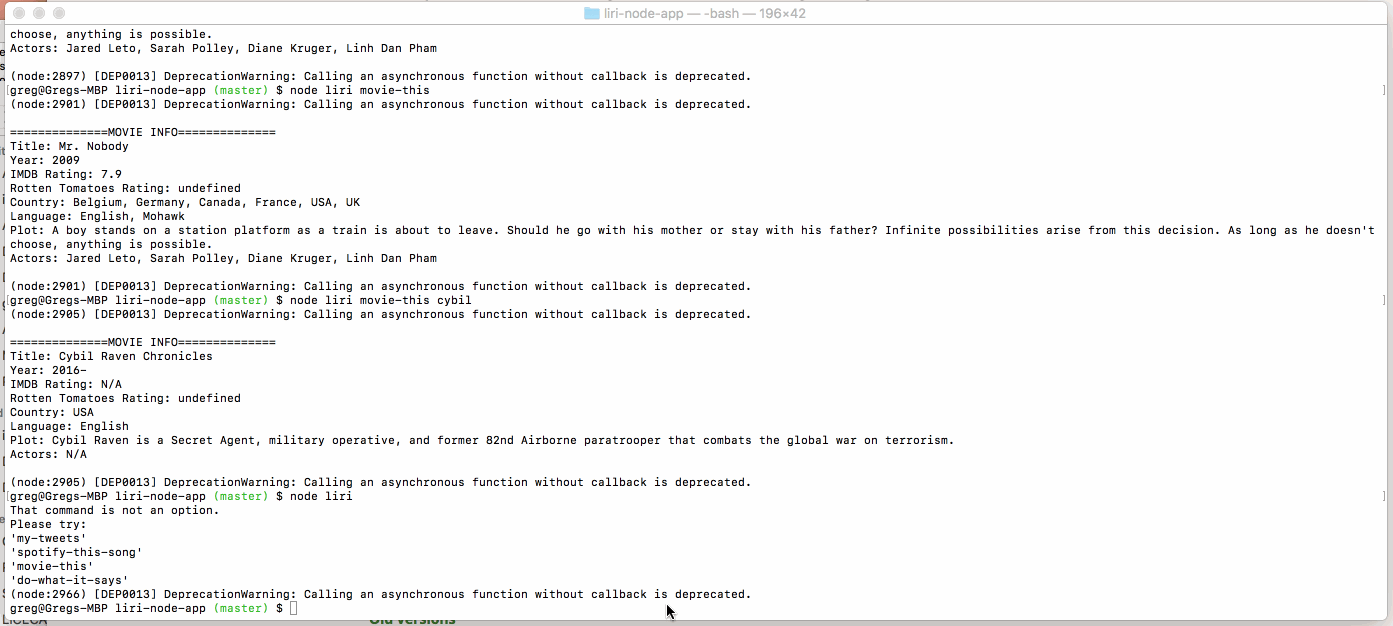 liri-node-app — -bash — 196×42
choose, anything is possible.
Actors: Jared Leto, Sarah Polley, Diane Kruger, Linh Dan Pham
(node:2897) [DEP0013] DeprecationWarning: Calling an asynchronous function without callback is deprecated.
[greg@Gregs-MBP liri-node-app (master) $ node liri movie-this ]
(node:2901) [DEP0013] DeprecationWarning: Calling an asynchronous function without callback is deprecated.
==============MOVIE INFO==============
Title: Mr. Nobody
Year: 2009
IMDB Rating: 7.9
Rotten Tomatoes Rating: undefined
Country: Belgium, Germany, Canada, France, USA, UK
Language: English, Mohawk
Plot: A boy stands on a station platform as a train is about to leave. Should he go with his mother or stay with his father? Infinite possibilities arise from this decision. As long as he doesn't
choose, anything is possible.
Actors: Jared Leto, Sarah Polley, Diane Kruger, Linh Dan Pham
(node:2901) [DEP0013] DeprecationWarning: Calling an asynchronous function without callback is deprecated.
[greg@Gregs-MBP liri-node-app (master) $ node liri movie-this cybil ]
(node:2905) [DEP0013] DeprecationWarning: Calling an asynchronous function without callback is deprecated.
==============MOVIE INFO==============
Title: Cybil Raven Chronicles
Year: 2016–
IMDB Rating: N/A
Rotten Tomatoes Rating: undefined
Country: USA
Language: English
Plot: Cybil Raven is a Secret Agent, military operative, and former 82nd Airborne paratrooper that combats the global war on terrorism.
Actors: N/A
(node:2905) [DEP0013] DeprecationWarning: Calling an asynchronous function without callback is deprecated.
[greg@Gregs-MBP liri-node-app (master) $ node liri ]
That command is not an option.
Please try:
'my-tweets'
'spotify-this-song'
'movie-this'
'do-what-it-says'
(node:2966) [DEP0013] DeprecationWarning: Calling an asynchronous function without callback is deprecated.
greg@Gregs-MBP liri-node-app (master) $